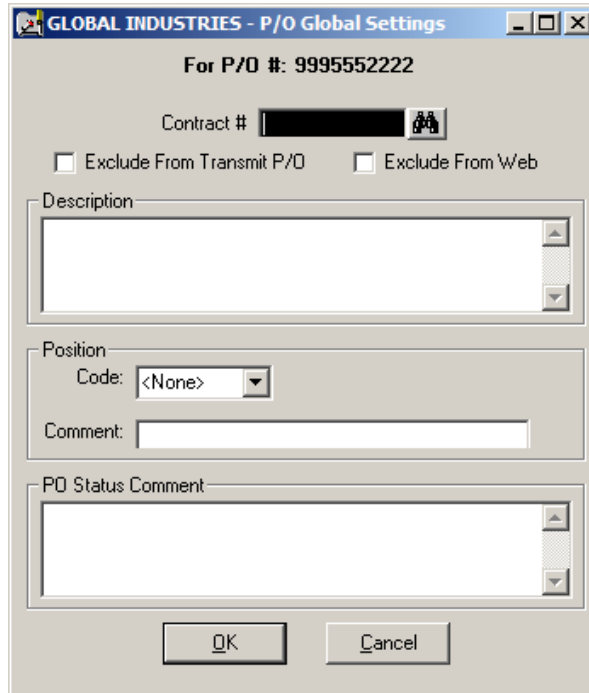 GLOBAL INDUSTRIES - P/O Global Settings
For P/O #: 9995552222
Contract #
Exclude From Transmit P/O Exclude From Web
Description
Position
Code: <None>
Comment:
PO Status Comment
OK Cancel